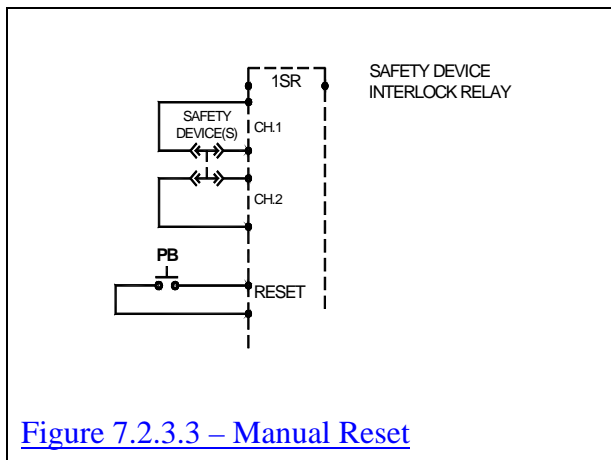 1SR
SAFETY DEVICE
INTERLOCK RELAY
SAFETY
DEVICE(S)
CH.1
CH.2
PB
RESET
Figure 7.2.3.3 – Manual Reset